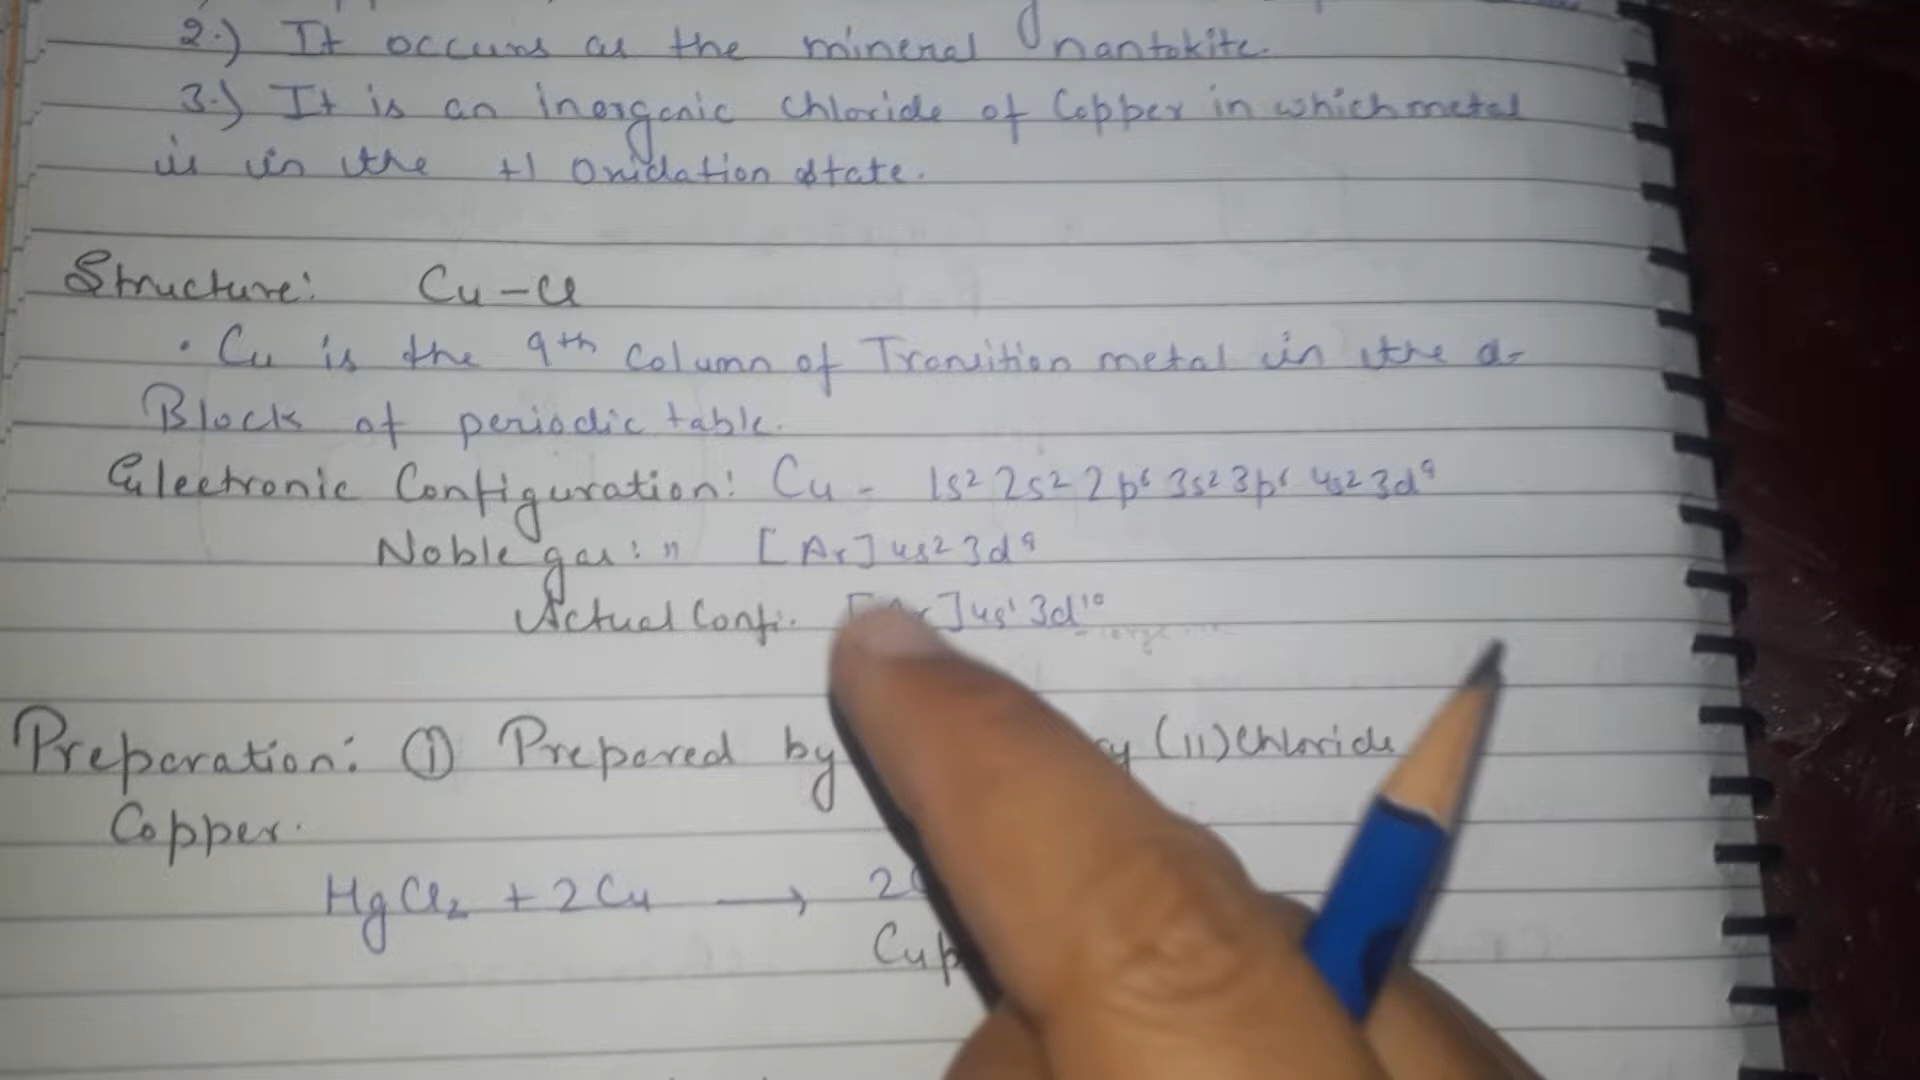 2.) It occurs as the mineral nantokite.
3.) It is an inorganic chloride of Copper in which metal
is in the +1 Oxidation state.
Structure: Cu-Cl
• Cu is the 9th Column of Transition metal in the d-
Block of periodic table.
Electronic Configuration: Cu - 1s² 2s² 2p⁶ 3s² 3p⁶ 4s² 3d⁹
Noble gas: " [Ar] 4s² 3d⁹
Actual Confi. [Ar] 4s¹ 3d¹⁰
Preparation: ① Prepared by (II) Chloride
Copper.
HgCl₂ + 2Cu → 2
Cup